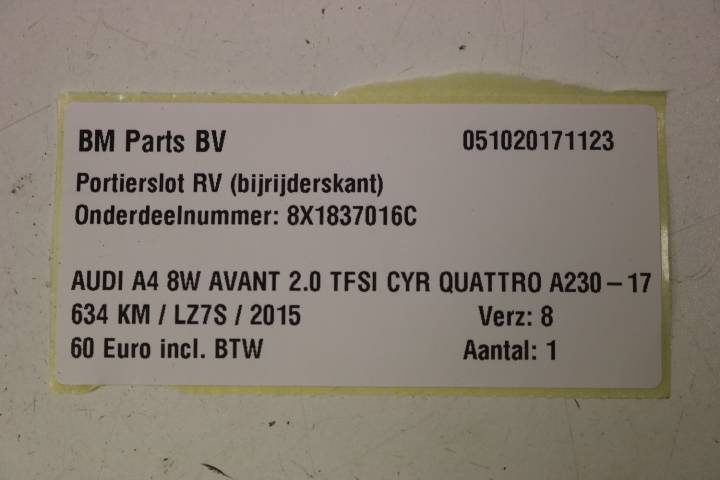 BM Parts BV 051020171123
Portierslot RV (bijrijderskant)
Onderdeelnummer: 8X1837016C
AUDI A4 8W AVANT 2.0 TFSI CYR QUATTRO A230-17
634 KM / LZ7S / 2015 Verz: 8
60 Euro incl. BTW Aantal: 1